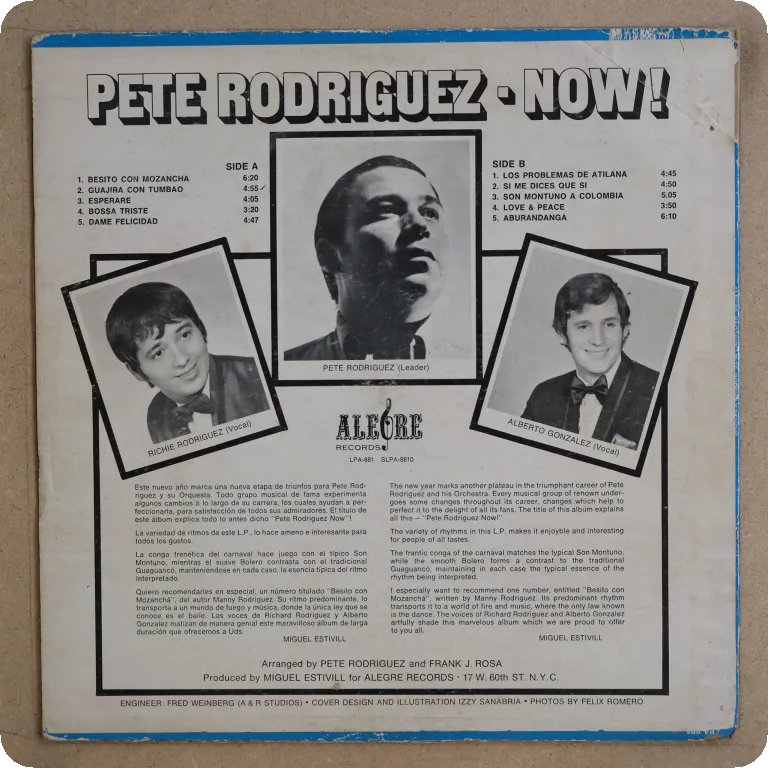 PETE RODRIGUEZ - NOW!
SIDE A
1. BESITO CON MOZANCHA 6:20
2. GUAJIRA CON TUMBAO 4:55
3. ESPERARE 4:05
4. BOSSA TRISTE 3:20
5. DAME FELICIDAD 4:47
SIDE B
1. LOS PROBLEMAS DE ATILANA 4:45
2. SI ME DICES QUE SI 4:50
3. SON MONTUNO A COLOMBIA 5.05
4. LOVE & PEACE 3:50
5. ABURANDANGA 6:10
PETE RODRIGUEZ (Leader)
RICHIE RODRIGUEZ (Vocal)
ALBERTO GONZALEZ (Vocal)
ALEGRE
RECORDS
LPA-881 SLPA-8810
Este nuevo año marca una nueva etapa de triunfos para Pete Rod-
riguez y su Orquesta. Todo grupo musical de fama experimenta
algunos cambios a lo largo de su carrera, los cuales ayudan a per-
feccionarla, para satisfacción de todos sus admiradores. El título de
este álbum explica todo lo antes dicho "Pete Rodriguez Now"!
La variedad de ritmos de este L.P., lo hace ameno e interesante para
todos los gustos.
La conga frenética del carnaval hace juego con el típico Son
Montuno, mientras el suave Bolero contrasta con el tradicional
Guaguancó, manteniéndose en cada caso, la esencia típica del ritmo
interpretado.
Quiero recomendarles en especial, un número titulado "Besito con
Mozancha", del autor Manny Rodriguez. Su ritmo predominante, lo
transporta a un mundo de fuego y música, donde la única ley que se
conoce es el baile. Las voces de Richard Rodriguez y Alberto
Gonzalez matizan de manera genial este maravilloso álbum de larga
duración que ofrecemos a Uds.
MIGUEL ESTIVILL
The new year marks another plateau in the triumphant career of Pete
Rodriguez and his Orchestra. Every musical group of renown under-
goes some changes throughout its career, changes which help to
perfect it to the delight of all its fans. The title of this album explains
all this — "Pete Rodriguez Now!"
The variety of rhythms in this L.P. makes it enjoyble and interesting
for people of all tastes.
The frantic conga of the carnaval matches the typical Son Montuno,
while the smooth Bolero forms a contrast to the traditional
Guaguancó, maintaining in each case the typical essence of the
rhythm being interpreted.
I especially want to recommend one number, entitled "Besito con
Mozancha", written by Manny Rodriguez. Its predominant rhythm
transports it to a world of fire and music, where the only law known
is the dance. The voices of Richard Rodriguez and Alberto Gonzalez
artfully shade this marvelous album which we are proud to offer
to you all.
MIGUEL ESTIVILL
Arranged by PETE RODRIGUEZ and FRANK J. ROSA
Produced by MIGUEL ESTIVILL for ALEGRE RECORDS · 17 W. 60th ST. N.Y.C.
ENGINEER: FRED WEINBERG (A & R STUDIOS) • COVER DESIGN AND ILLUSTRATION IZZY SANABRIA • PHOTOS BY FELIX ROMERO